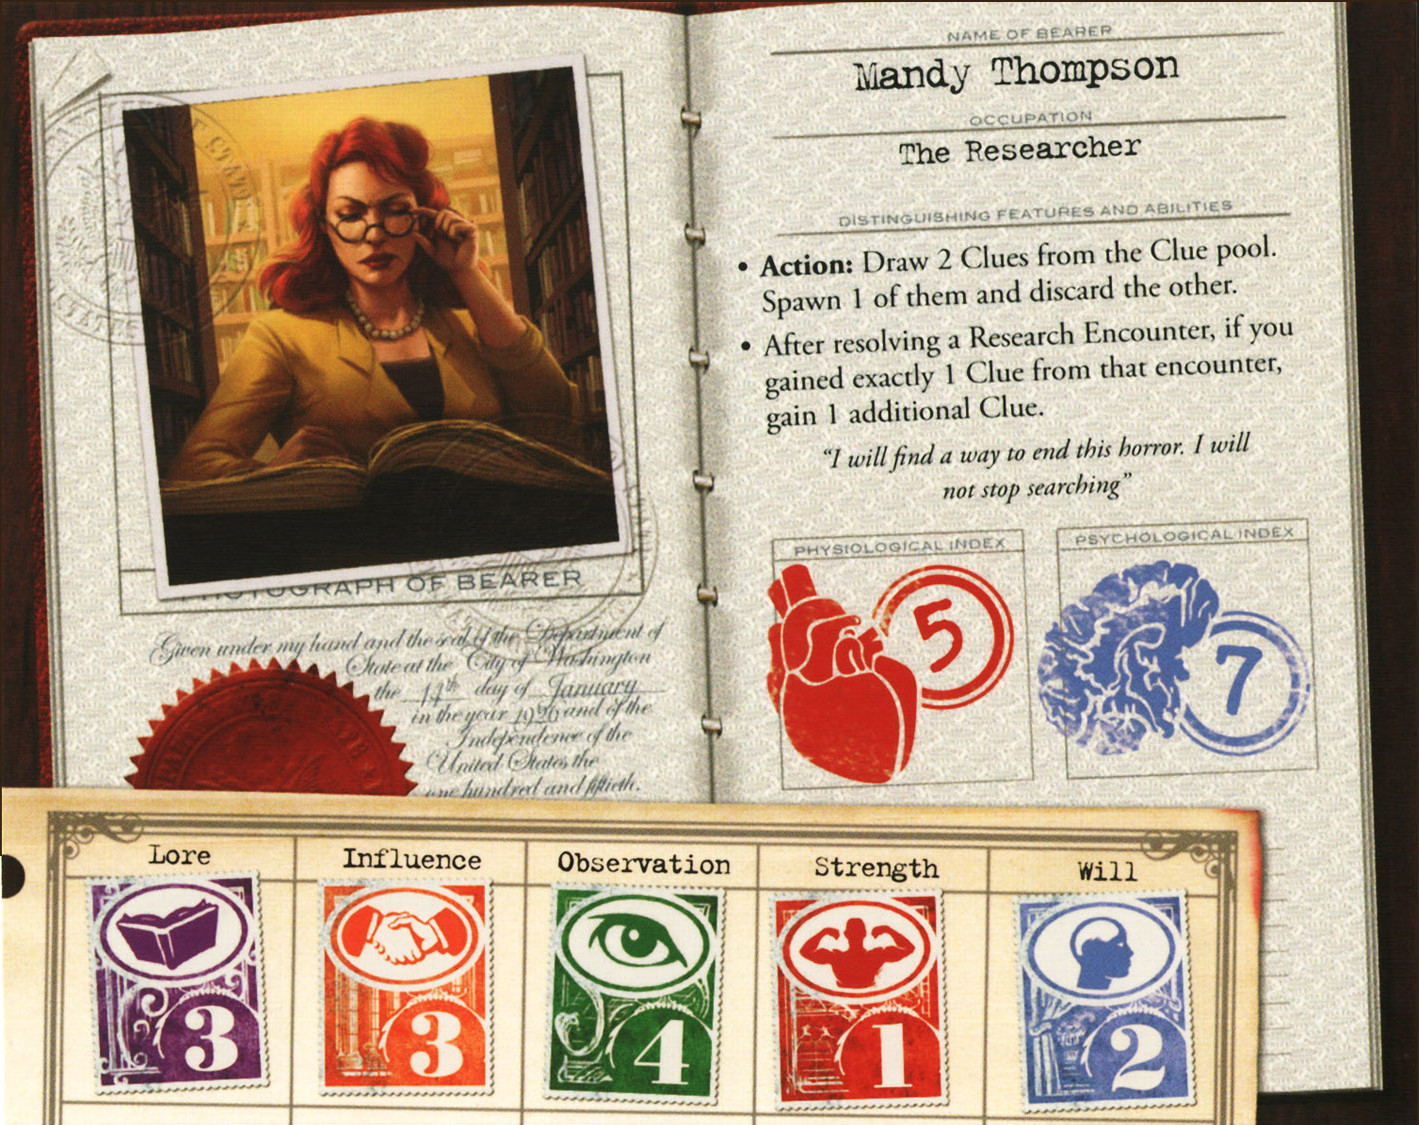 NAME OF BEARER
Mandy Thompson
OCCUPATION
The Researcher
DISTINGUISHING FEATURES AND ABILITIES
• Action: Draw 2 Clues from the Clue pool.
Spawn 1 of them and discard the other.
• After resolving a Research Encounter, if you
gained exactly 1 Clue from that encounter,
gain 1 additional Clue.
“I will find a way to end this horror. I will
not stop searching”
PHYSIOLOGICAL INDEX
5
PSYCHOLOGICAL INDEX
7
PHOTOGRAPH OF BEARER
Given under my hand and the seal of the Department of
State at the City of Washington
the 14th day of January
in the year 1926 and of the
Independence of the
United States the
one hundred and fiftieth.
Lore
Influence
Observation
Strength
Will
3
3
4
1
2